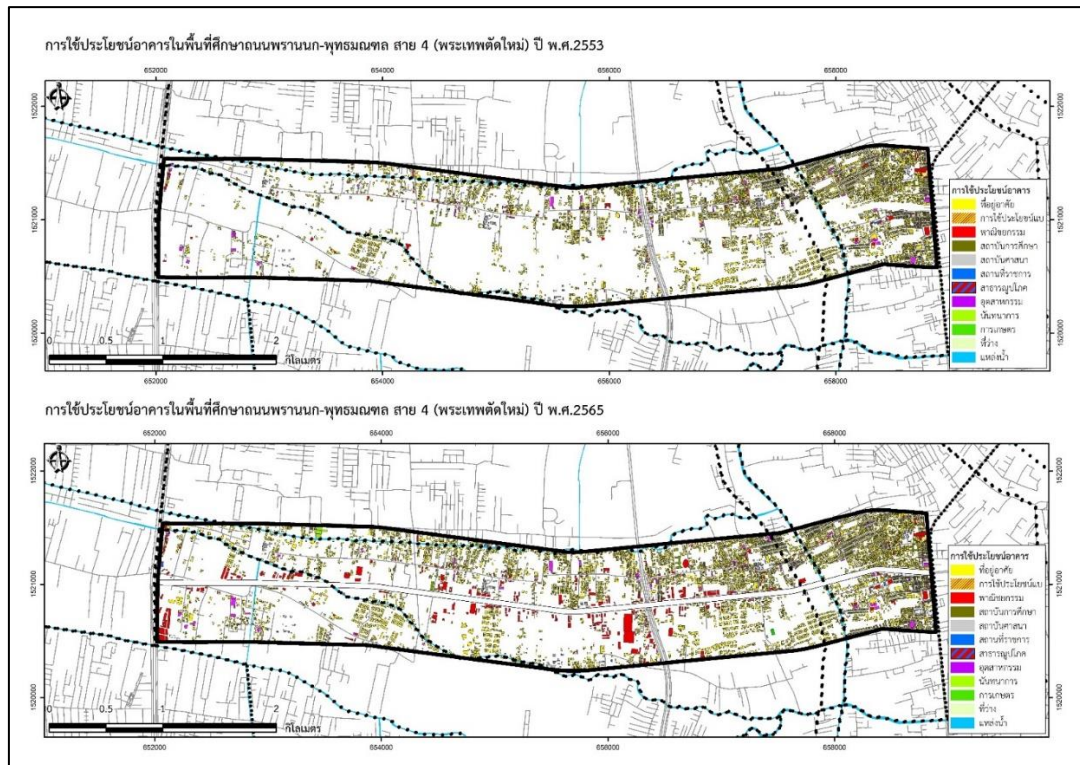 การใช้ประโยชน์อาคารในพื้นที่ศึกษาถนนพรานนก-พุทธมณฑล สาย 4 (พระเทพตัดใหม่) ปี พ.ศ.2553
652000 654000 656000 658000
1522000 1522000
1521000 1521000
1520000 1520000
การใช้ประโยชน์อาคาร
ที่อยู่อาศัย
การใช้ประโยชน์แบ
พาณิชยกรรม
สถาบันการศึกษา
สถาบันศาสนา
สถานที่ราชการ
สาธารณูปโภค
อุตสาหกรรม
นันทนาการ
การเกษตร
ที่ว่าง
แหล่งน้ำ
0 0.5 1 2
กิโลเมตร
652000 654000 656000 658000
การใช้ประโยชน์อาคารในพื้นที่ศึกษาถนนพรานนก-พุทธมณฑล สาย 4 (พระเทพตัดใหม่) ปี พ.ศ.2565
652000 654000 656000 658000
1522000 1522000
1521000 1521000
1520000 1520000
การใช้ประโยชน์อาคาร
ที่อยู่อาศัย
การใช้ประโยชน์แบ
พาณิชยกรรม
สถาบันการศึกษา
สถาบันศาสนา
สถานที่ราชการ
สาธารณูปโภค
อุตสาหกรรม
นันทนาการ
การเกษตร
ที่ว่าง
แหล่งน้ำ
0 0.5 1 2
กิโลเมตร
652000 654000 656000 658000